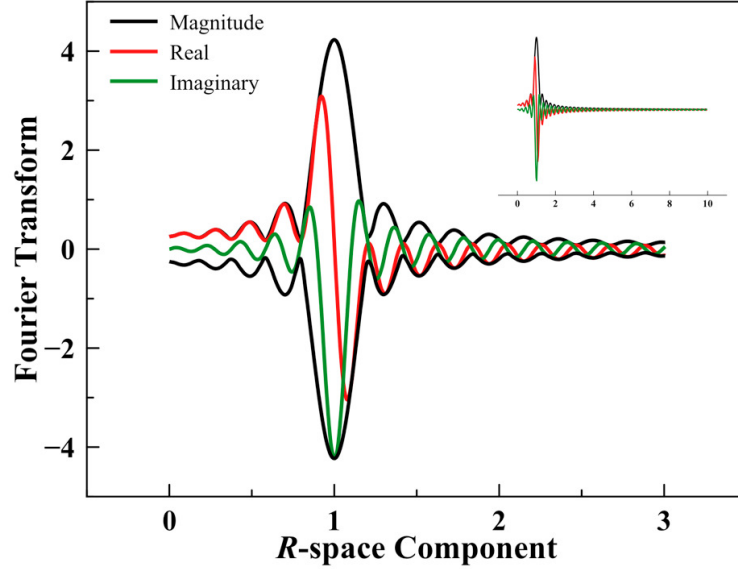 Magnitude
Real
Imaginary
Fourier Transform
4
2
0
−2
−4
0 1 2 3
R-space Component
0 2 4 6 8 10